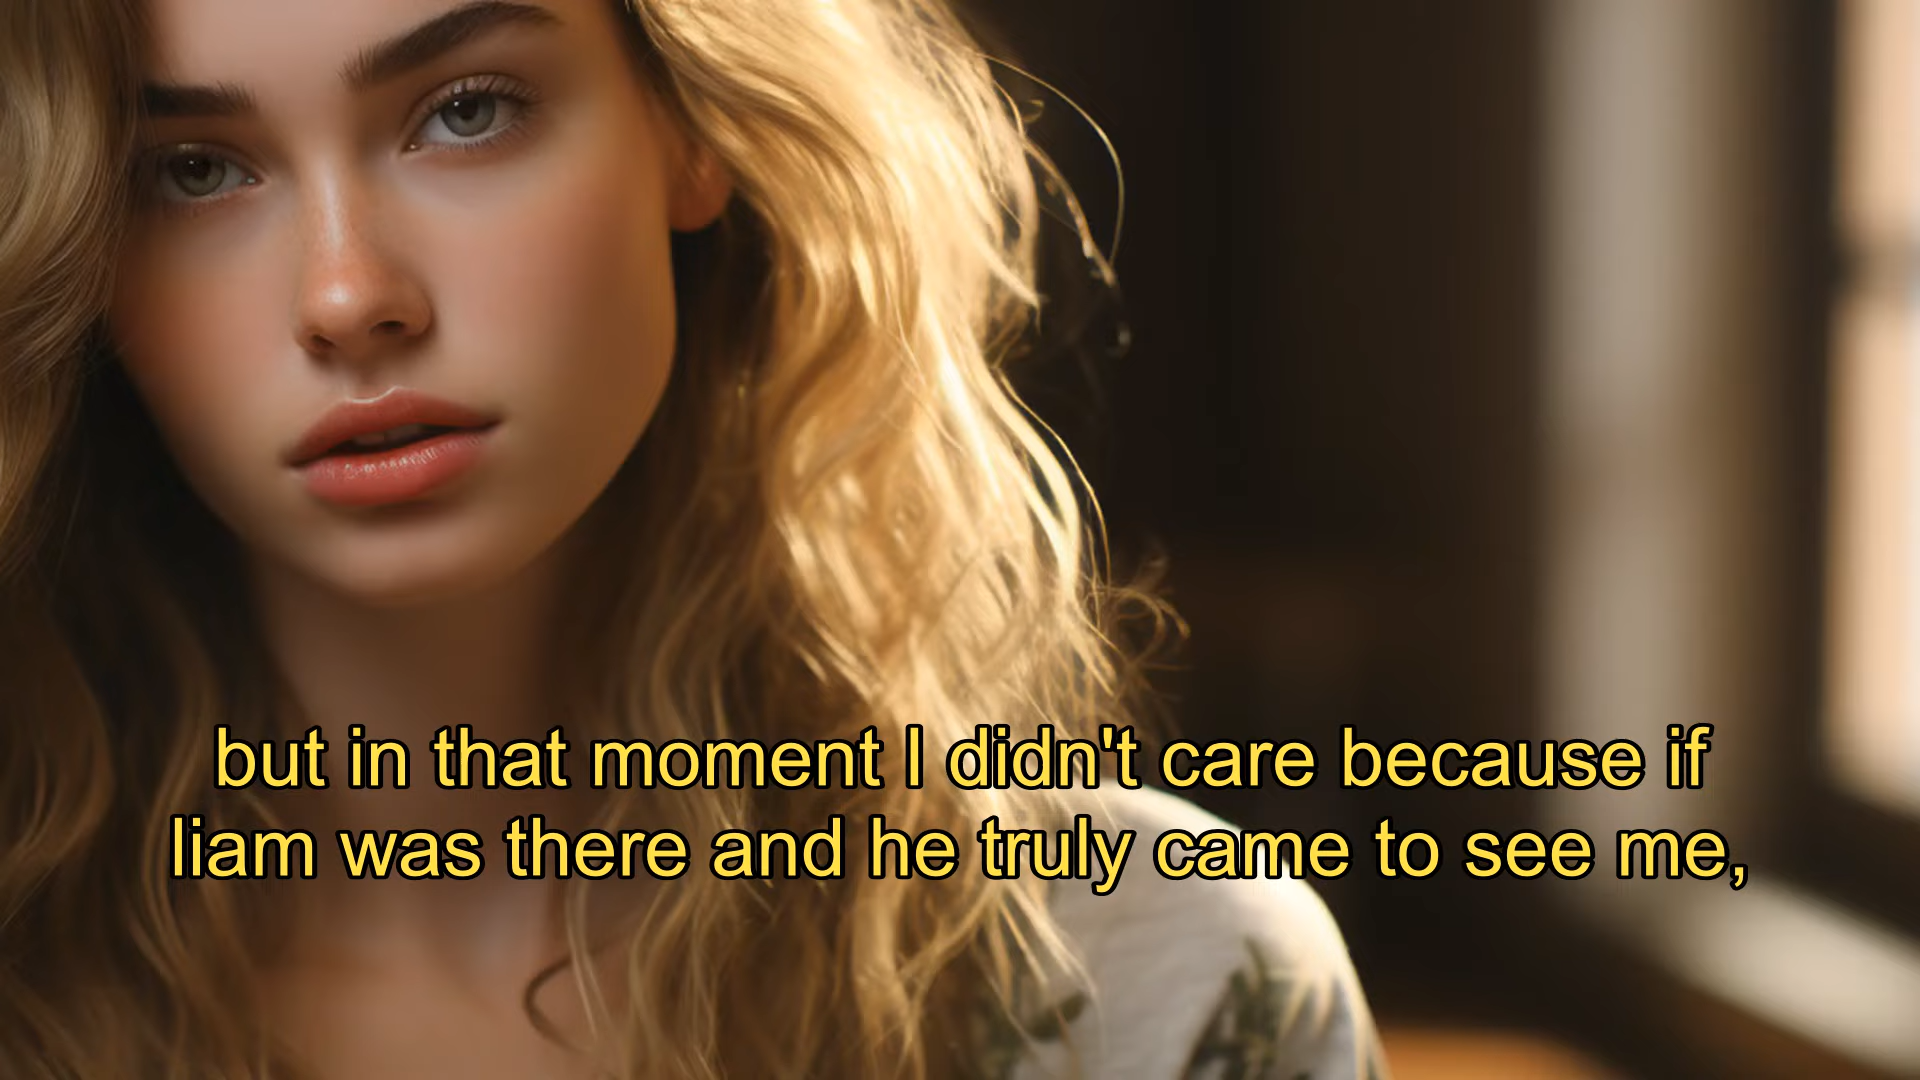 but in that moment I didn't care because if
liam was there and he truly came to see me,